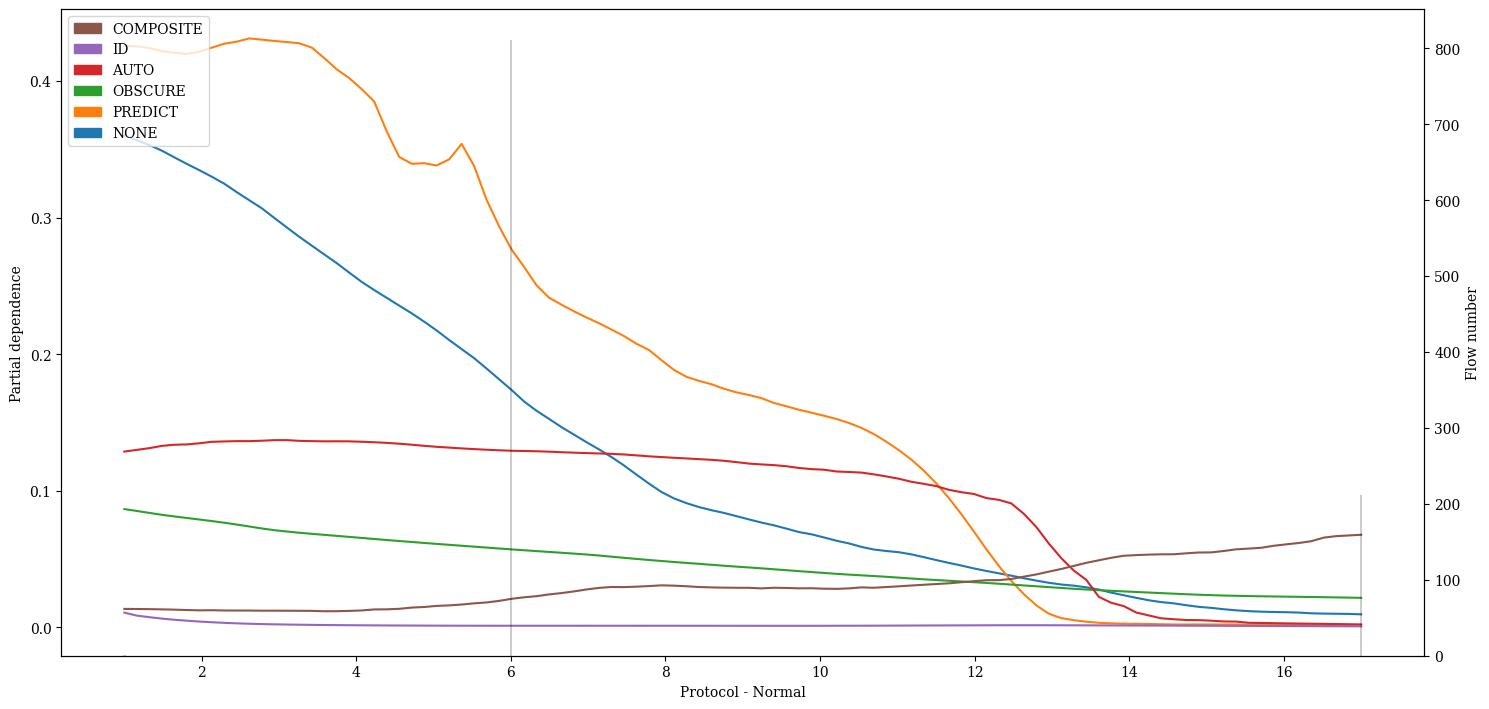 COMPOSITE
ID
AUTO
OBSCURE
PREDICT
NONE
Partial dependence
0.4
0.3
0.2
0.1
0.0
800
700
600
500
400
300
200
100
0
Flow number
2 4 6 8 10 12 14 16
Protocol - Normal